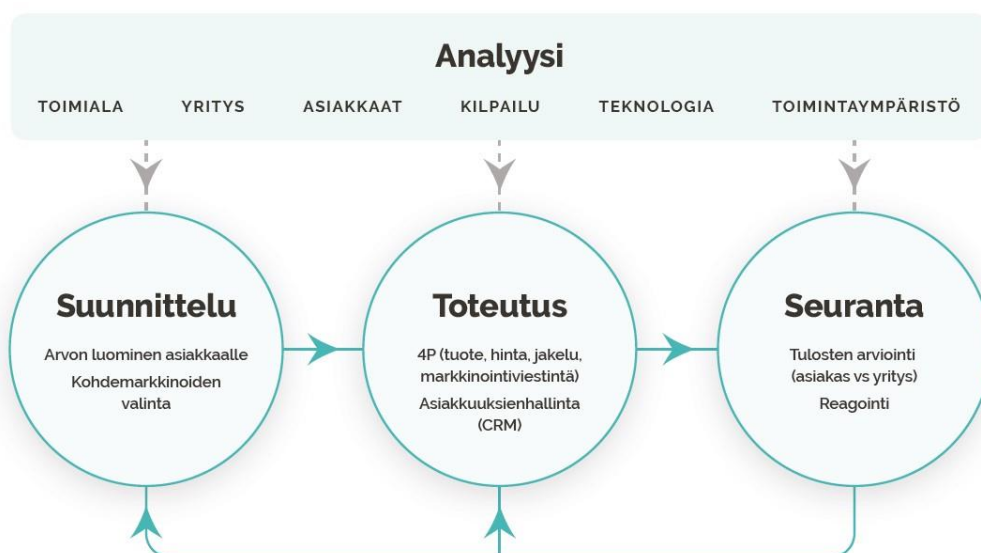 Analyysi
TOIMIALA YRITYS ASIAKKAAT KILPAILU TEKNOLOGIA TOIMINTAYMPÄRISTÖ
Suunnittelu
Arvon luominen asiakkaalle
Kohdemarkkinoiden
valinta
Toteutus
4P (tuote, hinta, jakelu,
markkinointiviestintä)
Asiakkuuksienhallinta
(CRM)
Seuranta
Tulosten arviointi
(asiakas vs yritys)
Reagointi